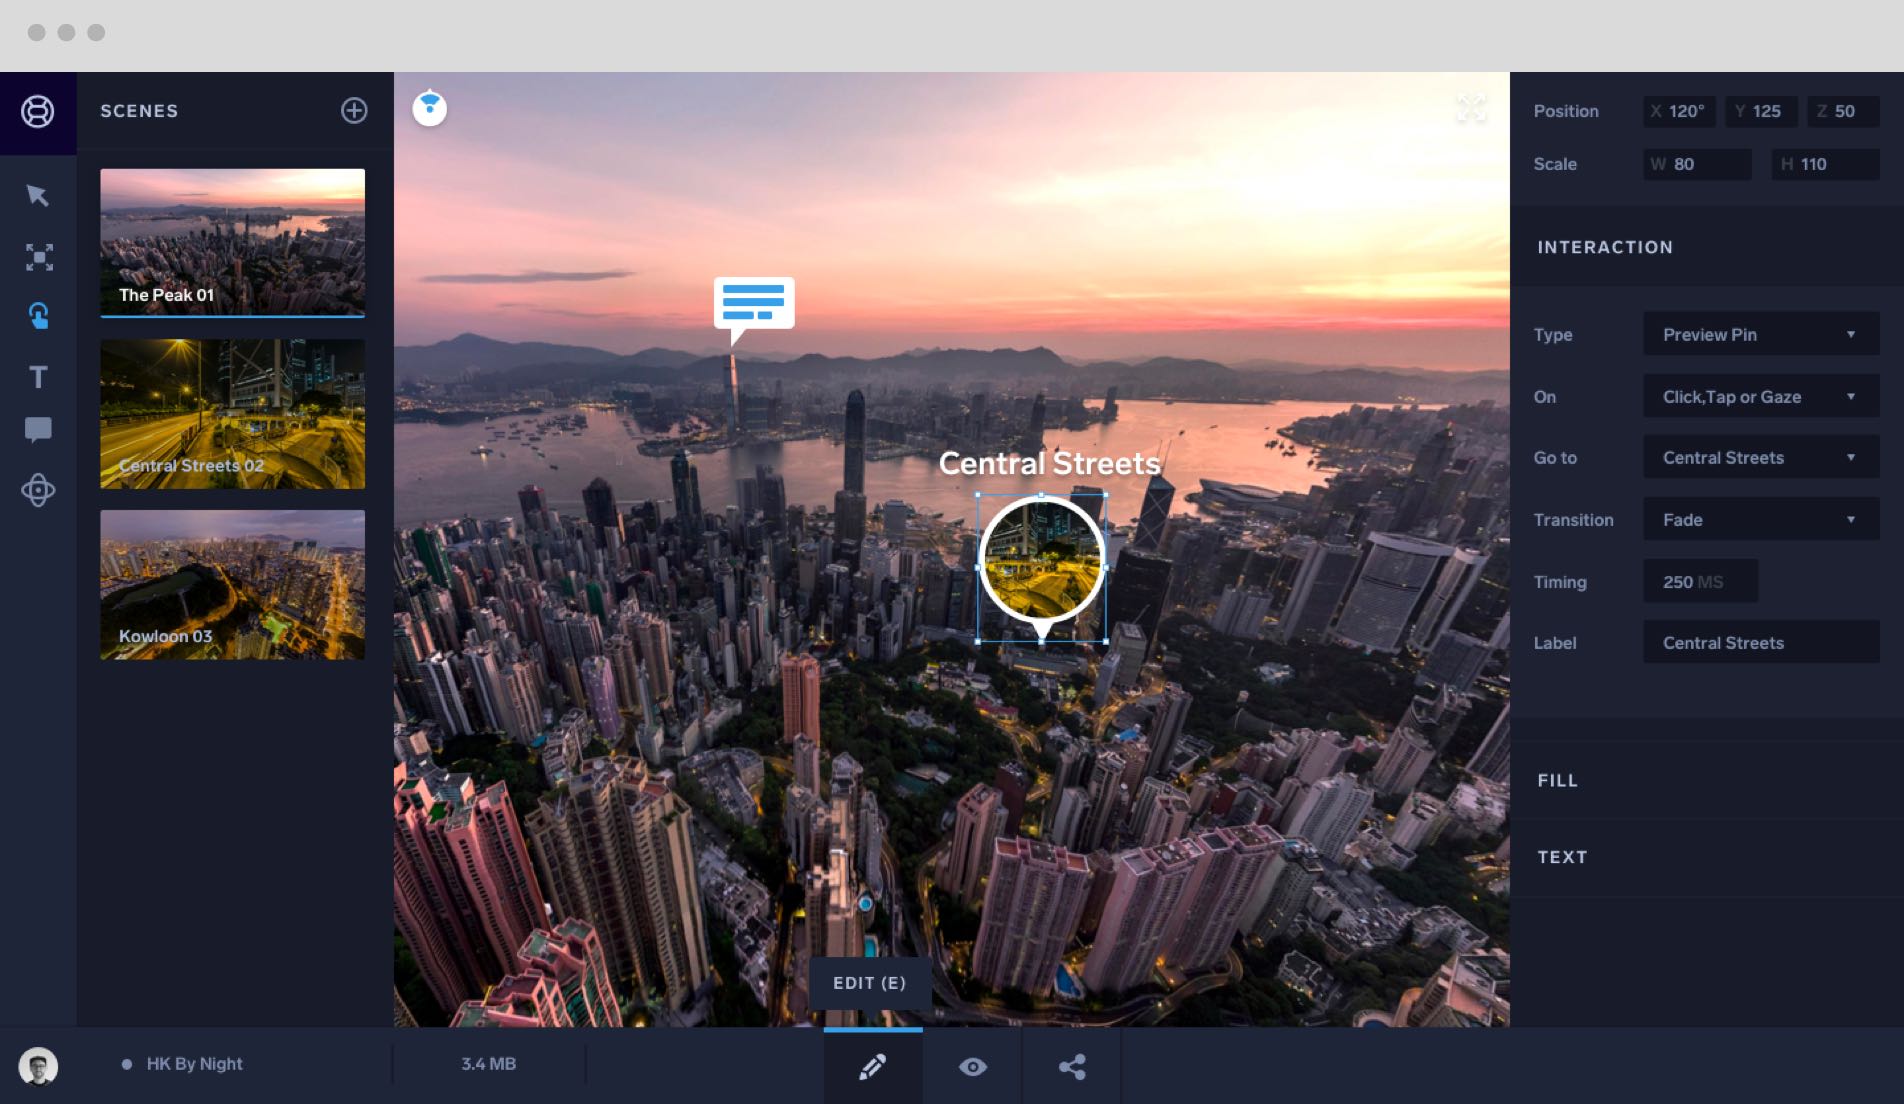 SCENES
The Peak 01
Central Streets 02
Kowloon 03
T
Central Streets
EDIT (E)
Position X 120° Y 125 Z 50
Scale W 80 H 110
INTERACTION
Type Preview Pin
On Click,Tap or Gaze
Go to Central Streets
Transition Fade
Timing 250 MS
Label Central Streets
FILL
TEXT
HK By Night
3.4 MB